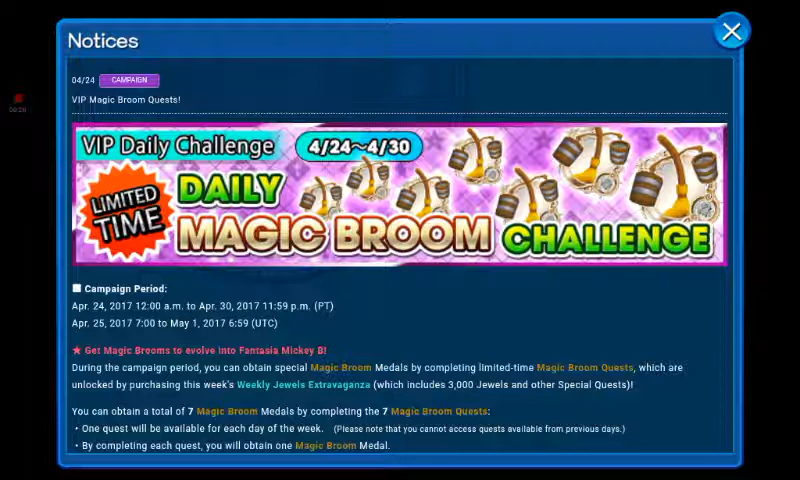 Notices
04/24 CAMPAIGN
VIP Magic Broom Quests!
VIP Daily Challenge 4/24~4/30
LIMITED TIME
DAILY
MAGIC BROOM CHALLENGE
Campaign Period:
Apr. 24, 2017 12:00 a.m. to Apr. 30, 2017 11:59 p.m. (PT)
Apr. 25, 2017 7:00 to May 1, 2017 6:59 (UTC)
★ Get Magic Brooms to evolve into Fantasia Mickey B!
During the campaign period, you can obtain special Magic Broom Medals by completing limited-time Magic Broom Quests, which are
unlocked by purchasing this week's Weekly Jewels Extravaganza (which includes 3,000 Jewels and other Special Quests)!
You can obtain a total of 7 Magic Broom Medals by completing the 7 Magic Broom Quests:
・One quest will be available for each day of the week. (Please note that you cannot access quests available from previous days.)
・By completing each quest, you will obtain one Magic Broom Medal.